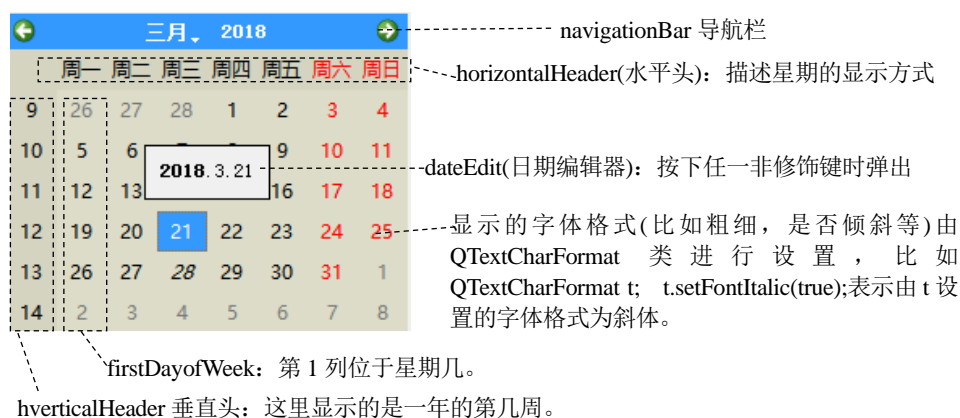 三月 2018
navigationBar 导航栏
周一 周二 周三 周四 周五 周六 周日
horizontalHeader(水平头)：描述星期的显示方式
9 26 27 28 1 2 3 4
10 5 6 9 10 11
2018. 3. 21
dateEdit(日期编辑器)：按下任一非修饰键时弹出
11 12 13 16 17 18
12 19 20 21 22 23 24 25
显示的字体格式(比如粗细，是否倾斜等)由
QTextCharFormat 类进行设置，比如
13 26 27 28 29 30 31 1
QTextCharFormat t; t.setFontItalic(true);表示由 t 设
置的字体格式为斜体。
14 2 3 4 5 6 7 8
firstDayofWeek：第 1 列位于星期几。
hverticalHeader 垂直头：这里显示的是一年的第几周。